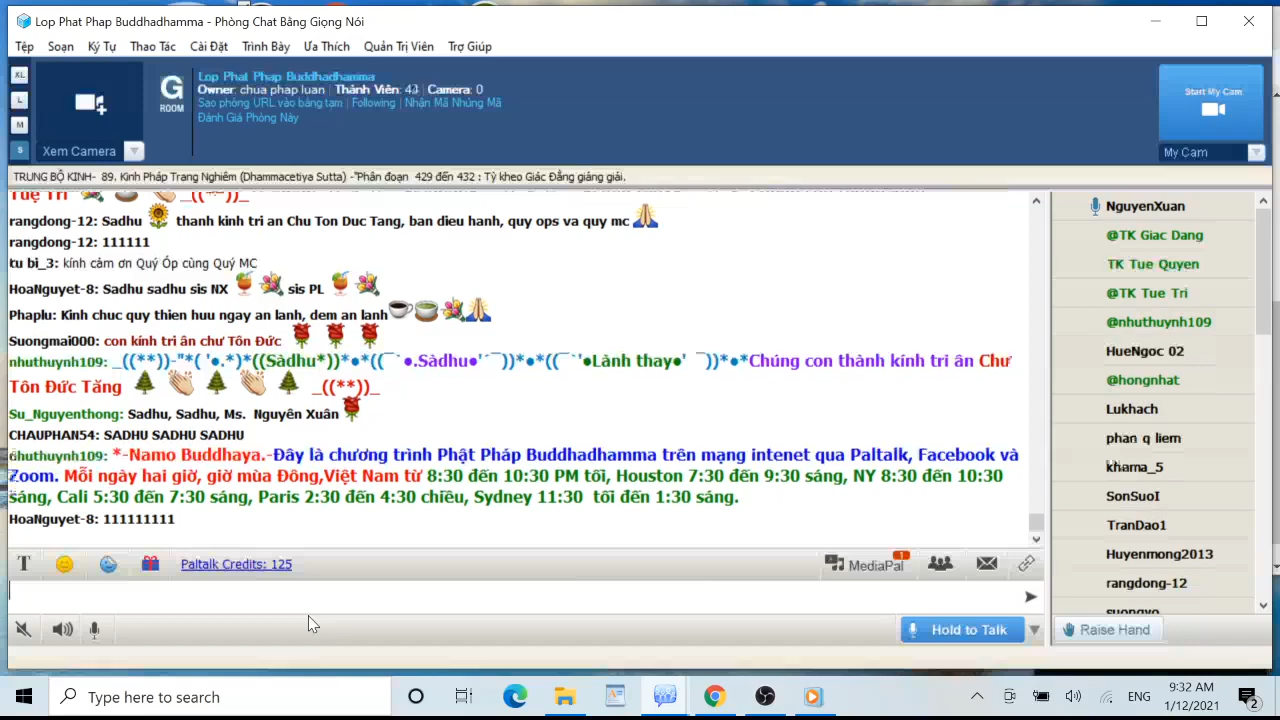 Lop Phat Phap Buddhadhamma - Phòng Chat Bằng Giọng Nói
Tệp Soạn Ký Tự Thao Tác Cài Đặt Trình Bày Ưa Thích Quản Trị Viên Trợ Giúp
XL
L
M
S
Xem Camera
G
ROOM
Lop Phat Phap Buddhadhamma
Owner: chua phap luan | Thành Viên: 43 | Camera: 0
Sao phỏng URL vào bảng tạm | Following | Nhận Mã Nhúng Mã
Đánh Giá Phòng Này
Start My Cam
My Cam
TRUNG BỘ KINH- 89. Kinh Pháp Trang Nghiêm (Dhammacetiya Sutta) -"Phân đoạn 429 đến 432 : Tỳ kheo Giác Đẳng giảng giải.
Tuệ Trí _((**))_
rangdong-12: Sadhu thanh kinh tri an Chu Ton Duc Tang, ban dieu hanh, quy ops va quy mc
rangdong-12: 111111
tu bi_3: kính cảm ơn Quý Ốp cùng Quý MC
HoaNguyet-8: Sadhu sadhu sis NX sis PL
Phaplu: Kinh chuc quy thien huu ngay an lanh, dem an lanh
Suongmai000: con kính tri ân chư Tôn Đức
nhuthuynh109: _((**))-"*( '●.*)*((Sàdhu*))*●*((¯`●.Sàdhu●'´¯))*●*((¯`'●Lành thay●' ¯))*●*Chúng con thành kính tri ân Chư
Tôn Đức Tăng _((**))_
Su_Nguyenthong: Sadhu, Sadhu, Ms. Nguyên Xuân
CHAUPHAN54: SADHU SADHU SADHU
nhuthuynh109: *-Namo Buddhaya.-Đây là chương trình Phật Pháp Buddhadhamma trên mạng intenet qua Paltalk, Facebook và
Zoom. Mỗi ngày hai giờ, giờ mùa Đông,Việt Nam từ 8:30 đến 10:30 PM tối, Houston 7:30 đến 9:30 sáng, NY 8:30 đến 10:30
sáng, Cali 5:30 đến 7:30 sáng, Paris 2:30 đến 4:30 chiều, Sydney 11:30 tối đến 1:30 sáng.
HoaNguyet-8: 111111111
NguyenXuan
@TK Giac Dang
TK Tue Quyen
@TK Tue Tri
@nhuthuynh109
HueNgoc 02
@hongnhat
Lukhach
phan q liem
khama_5
SonSuoI
TranDao1
Huyenmong2013
rangdong-12
suongvo
T Paltalk Credits: 125 MediaPal 1
Hold to Talk Raise Hand
Type here to search
ENG
9:32 AM
1/12/2021
2